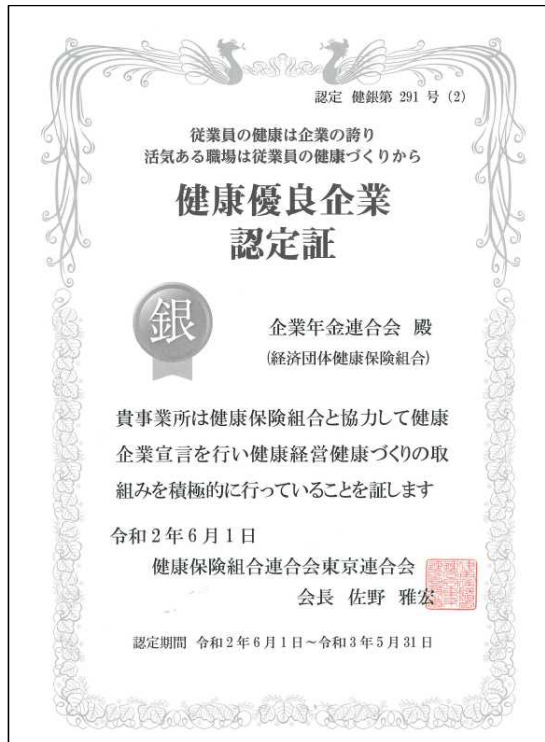 認定 健銀第 291 号 (2)
従業員の健康は企業の誇り
活気ある職場は従業員の健康づくりから
健康優良企業
認定証
銀
企業年金連合会 殿
(経済団体健康保険組合)
貴事業所は健康保険組合と協力して健康
企業宣言を行い健康経営健康づくりの取
組みを積極的に行っていることを証します
令和2年6月1日
健康保険組合連合会東京連合会
会長 佐野 雅宏
認定期間 令和2年6月1日~令和3年5月31日